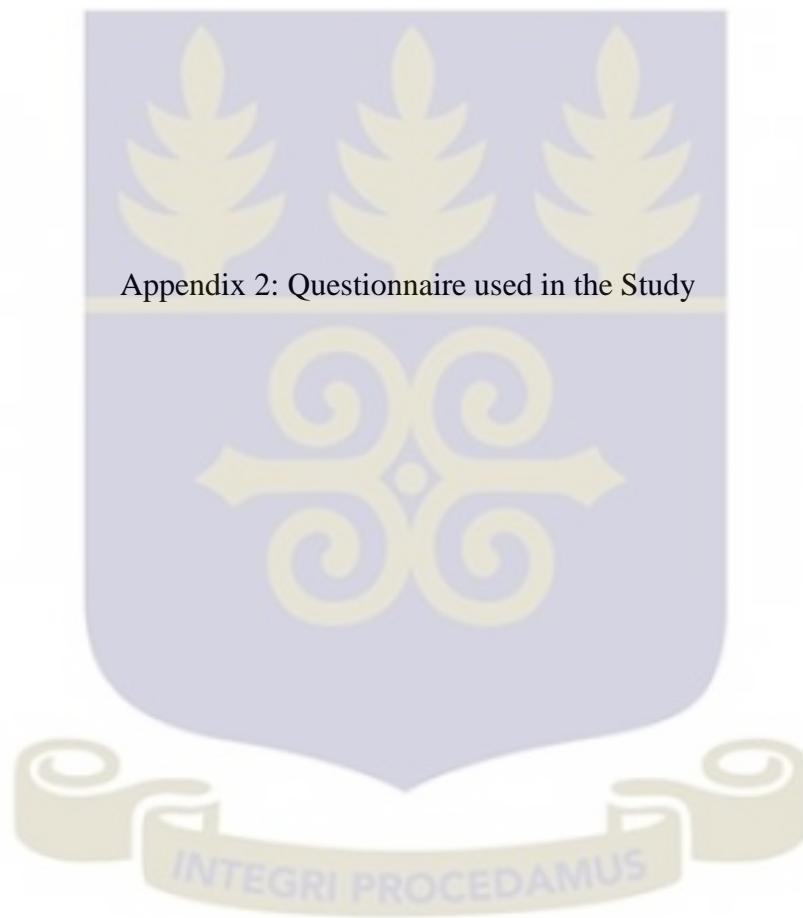 Appendix 2: Questionnaire used in the Study
INTEGRI PROCEDAMUS